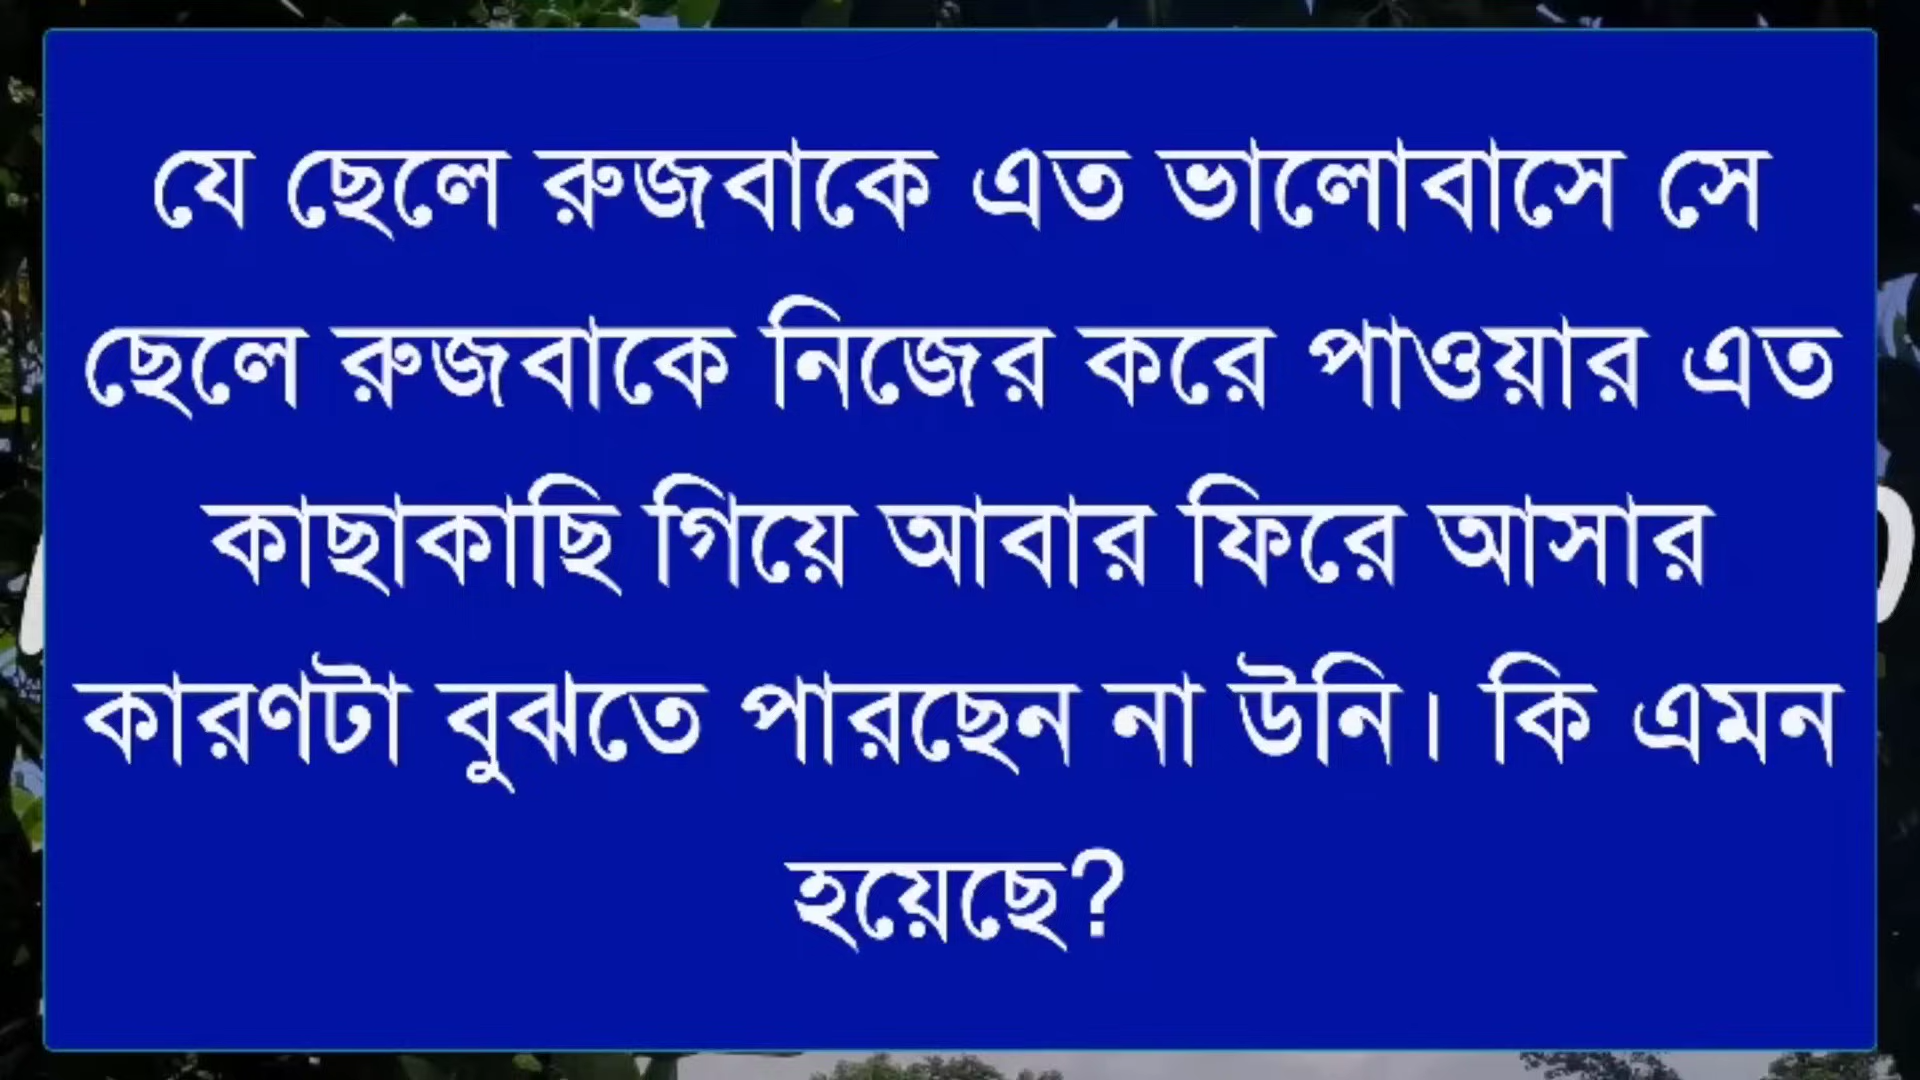 যে ছেলে রুজবাকে এত ভালোবাসে সে
ছেলে রুজবাকে নিজের করে পাওয়ার এত
কাছাকাছি গিয়ে আবার ফিরে আসার
কারণটা বুঝতে পারছেন না উনি। কি এমন
হয়েছে?